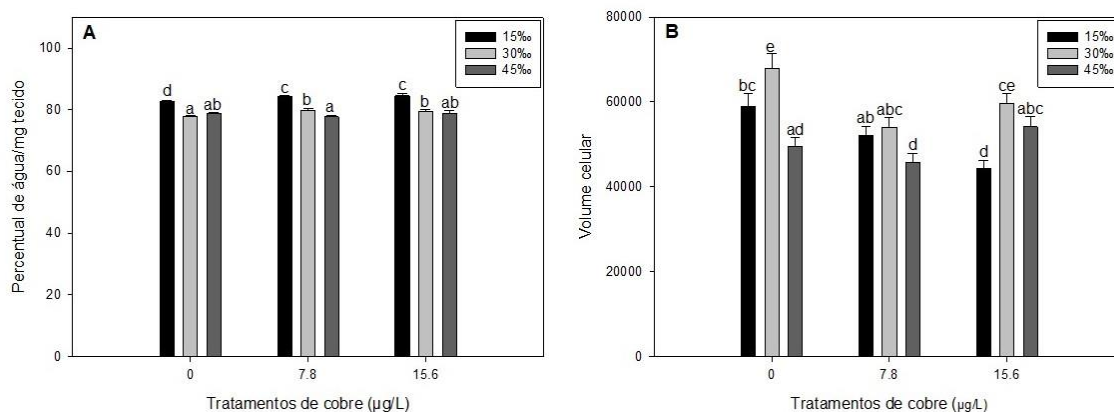 A
15‰
30‰
45‰
100
80
60
40
20
0
d
a
ab
c
b
a
c
b
ab
0
7.8
15.6
Percentual de água/mg tecido
Tratamentos de cobre (µg/L)
B
15‰
30‰
45‰
80000
60000
40000
20000
0
bc
e
ad
ab
abc
d
d
ce
abc
0
7.8
15.6
Volume celular
Tratamentos de cobre (µg/L)